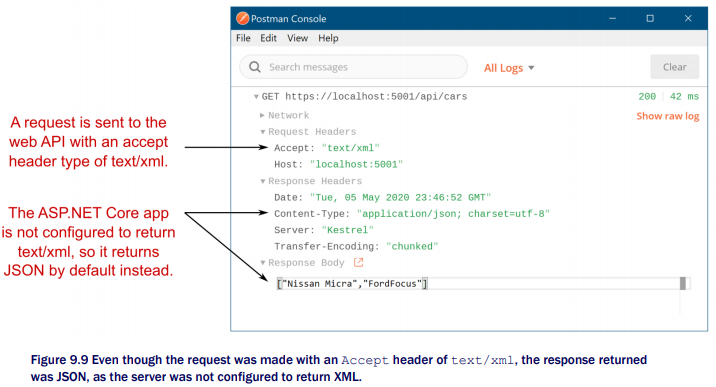 Postman Console
File Edit View Help
Search messages
All Logs
Clear
GET https://localhost:5001/api/cars
200
42 ms
Network
Show raw log
Request Headers
A request is sent to the
web API with an accept
header type of text/xml.
Accept: "text/xml"
Host: "localhost:5001"
Response Headers
Date: "Tue, 05 May 2020 23:46:52 GMT"
The ASP.NET Core app
is not configured to return
text/xml, so it returns
JSON by default instead.
Content-Type: "application/json; charset=utf-8"
Server: "Kestrel"
Transfer-Encoding: "chunked"
Response Body
["Nissan Micra","FordFocus"]
Figure 9.9 Even though the request was made with an Accept header of text/xml, the response returned
was JSON, as the server was not configured to return XML.